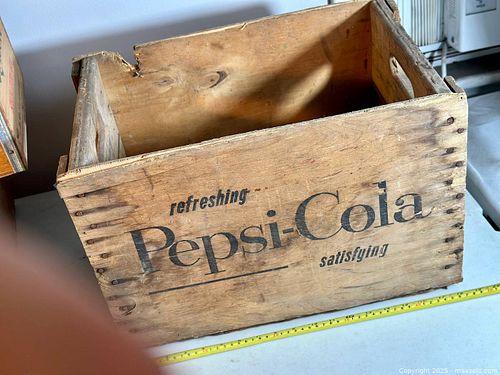 refreshing
Pepsi-Cola
satisfying